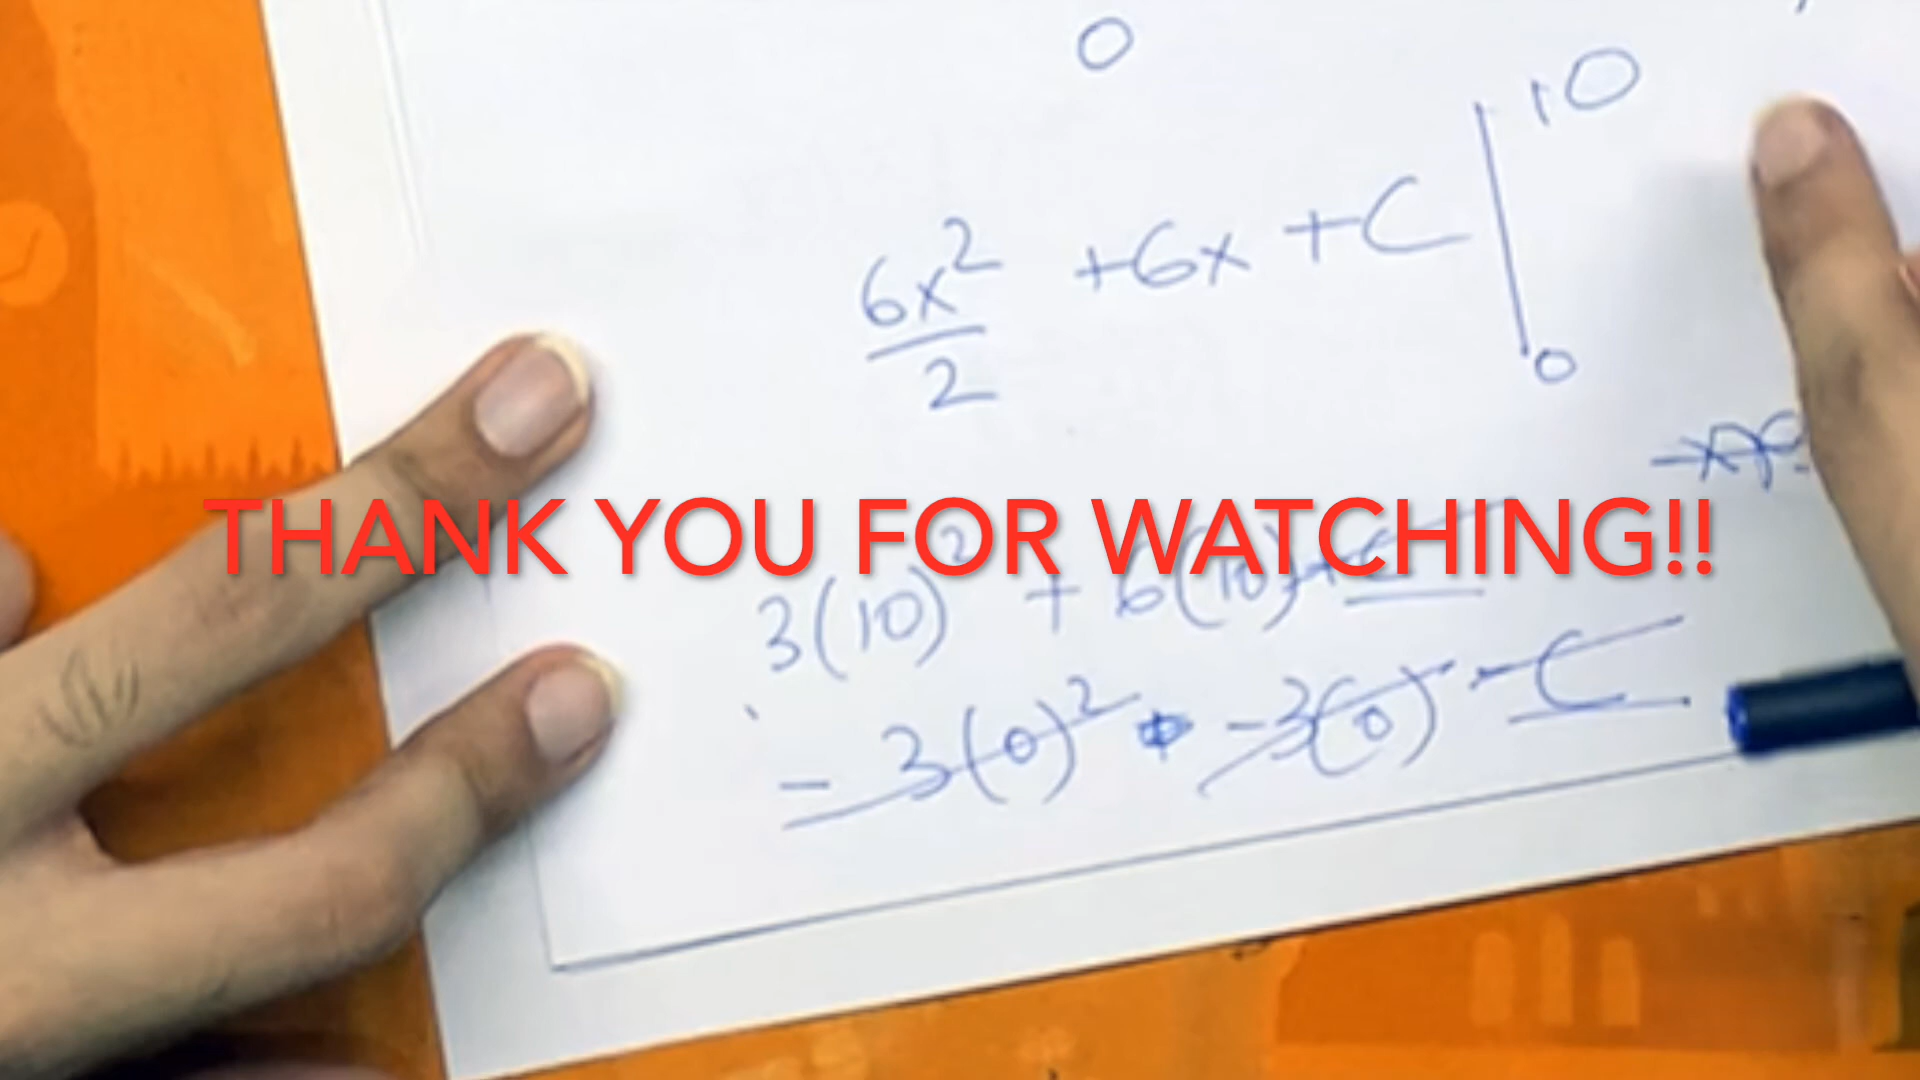 0
10
6x² + 6x + C
2
0
THANK YOU FOR WATCHING!!
3(10)² + 6(10) + C
- 3(0)² - 3(0) - C